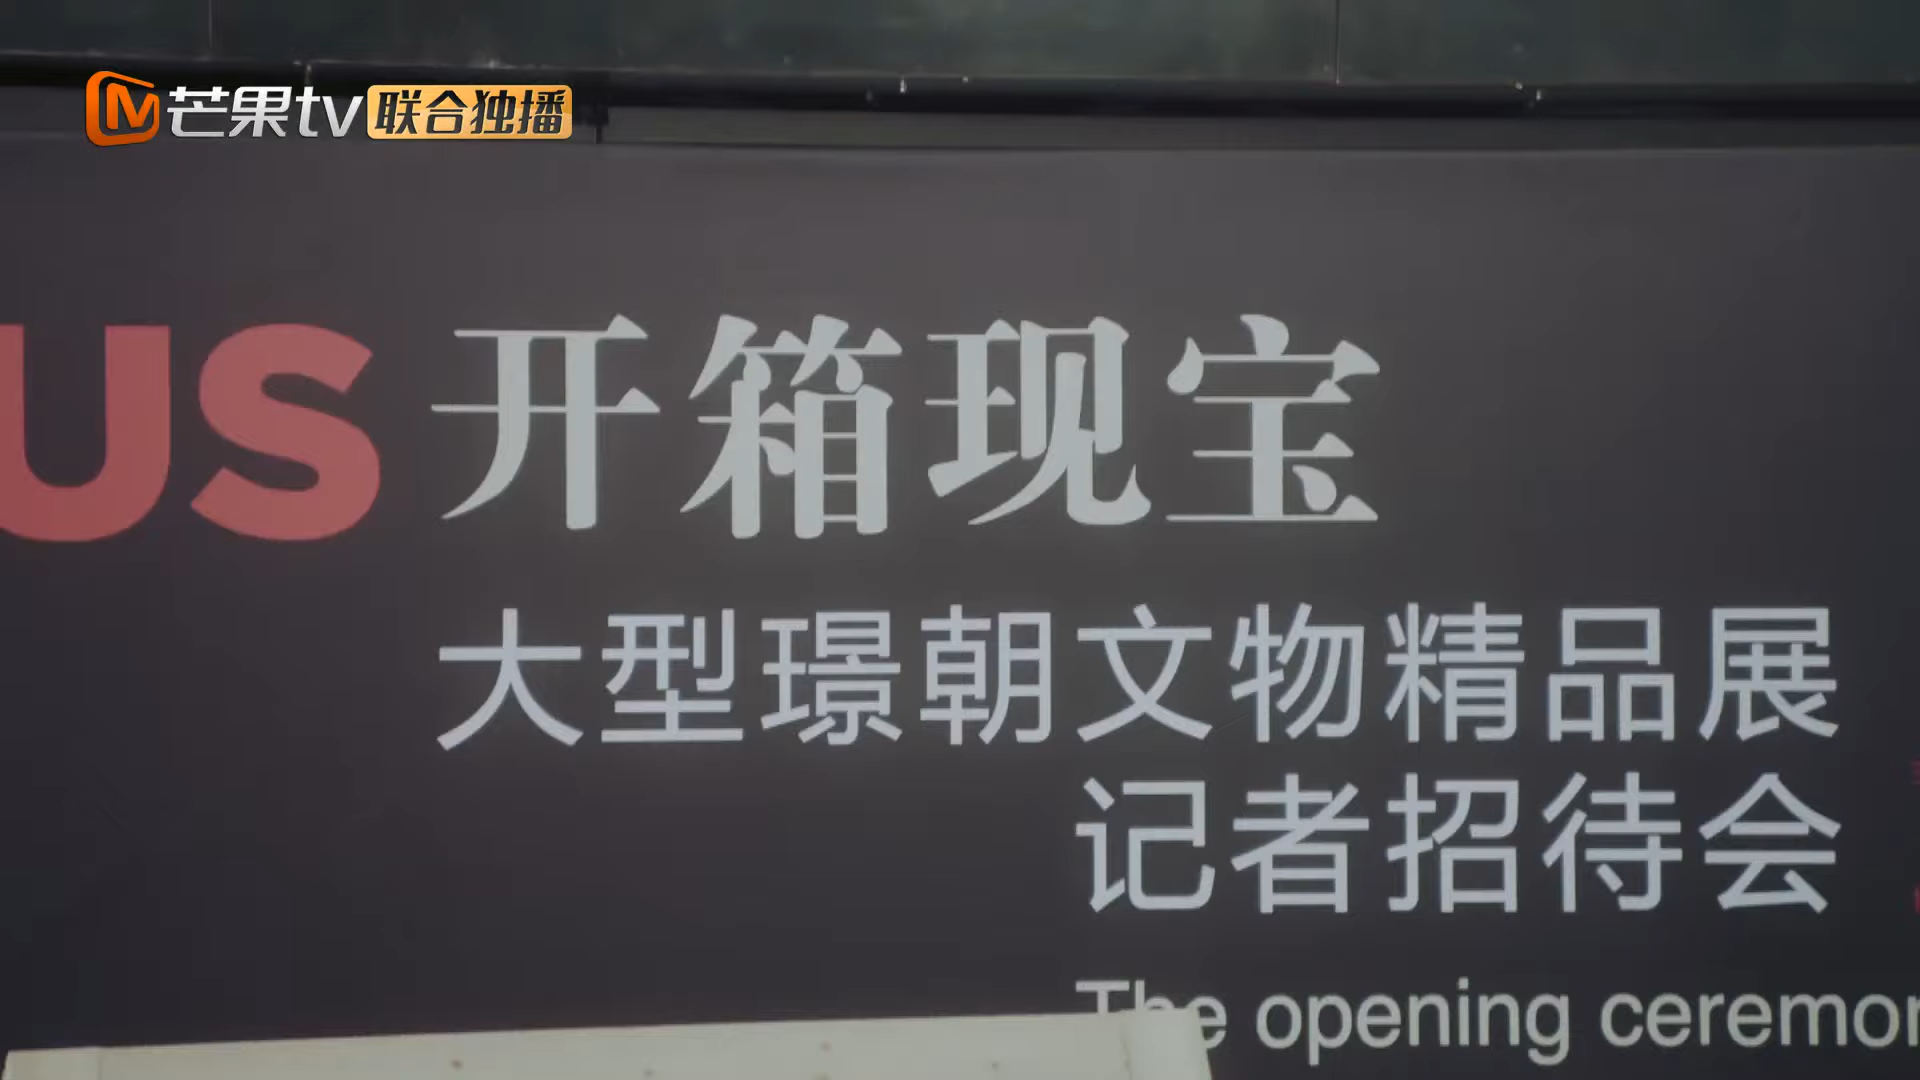 芒果tv 联合独播
US 开箱现宝
大型璟朝文物精品展
记者招待会
The opening